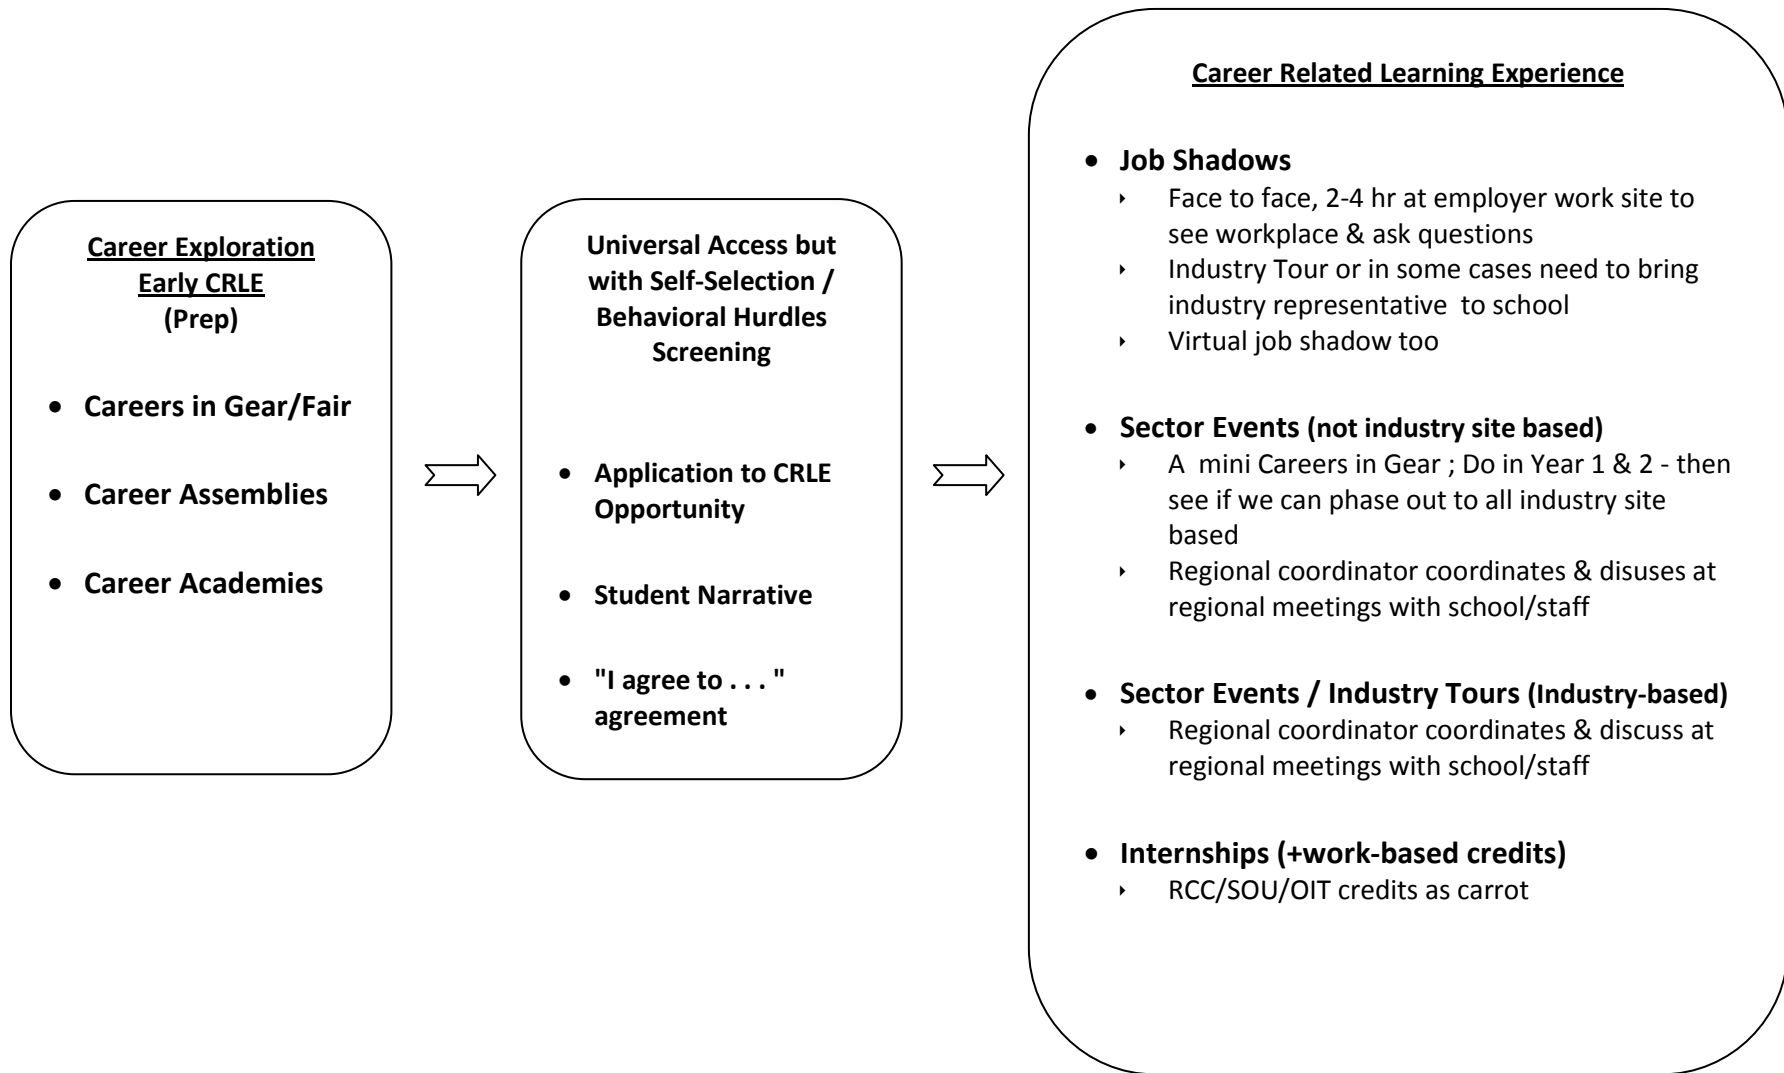 Career Exploration
Early CRLE
(Prep)
• Careers in Gear/Fair
• Career Assemblies
• Career Academies
Universal Access but
with Self-Selection /
Behavioral Hurdles
Screening
• Application to CRLE
Opportunity
• Student Narrative
• "I agree to . . . "
agreement
Career Related Learning Experience
• Job Shadows
‣ Face to face, 2-4 hr at employer work site to
see workplace & ask questions
‣ Industry Tour or in some cases need to bring
industry representative  to school
‣ Virtual job shadow too
• Sector Events (not industry site based)
‣ A  mini Careers in Gear ; Do in Year 1 & 2 - then
see if we can phase out to all industry site
based
‣ Regional coordinator coordinates & disuses at
regional meetings with school/staff
• Sector Events / Industry Tours (Industry-based)
‣ Regional coordinator coordinates & discuss at
regional meetings with school/staff
• Internships (+work-based credits)
‣ RCC/SOU/OIT credits as carrot